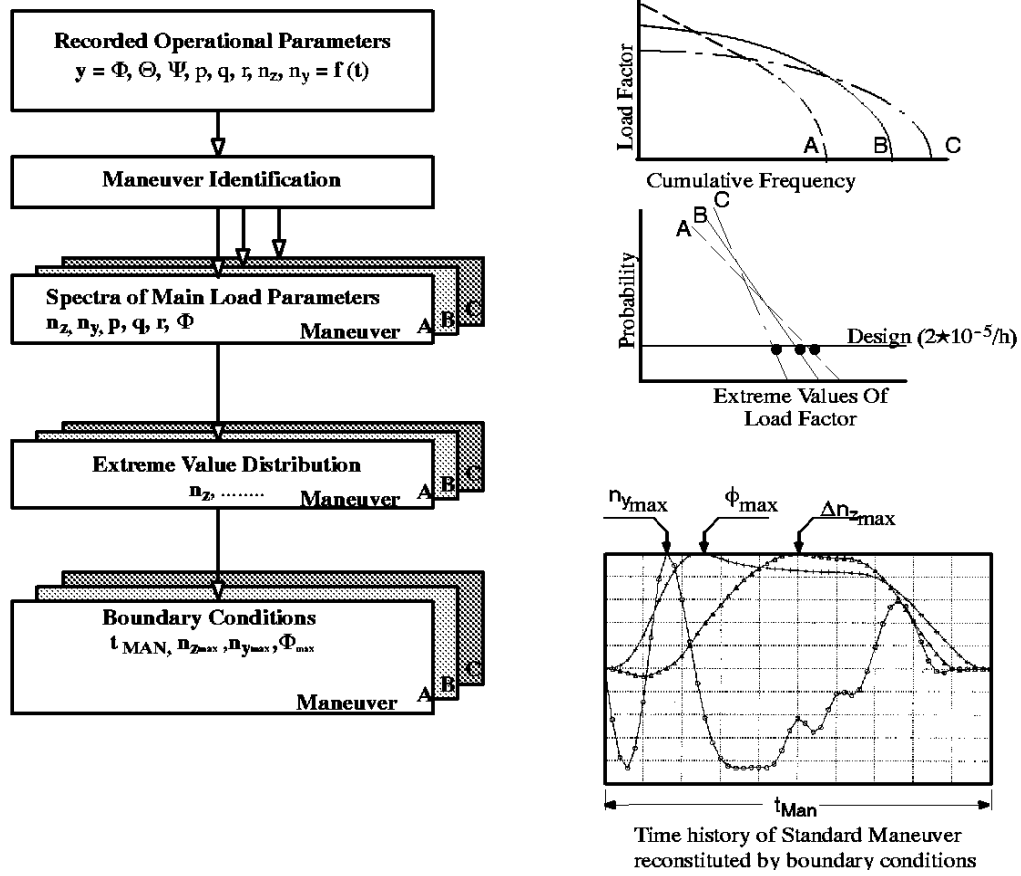 Recorded Operational Parameters
y = Φ, Θ, Ψ, p, q, r, n_z, n_y = f (t)
Maneuver Identification
Spectra of Main Load Parameters
n_z, n_y, p, q, r, Φ
Maneuver A B C
Extreme Value Distribution
n_z, ........
Maneuver A B C
Boundary Conditions
t MAN, n_zmax, n_ymax, Φ_max
Maneuver A B C
Load Factor
A B C
Cumulative Frequency
C
B
A
Probability
Design (2★10⁻⁵/h)
Extreme Values Of
Load Factor
n_ymax ϕ_max Δn_zmax
t_Man
Time history of Standard Maneuver
reconstituted by boundary conditions